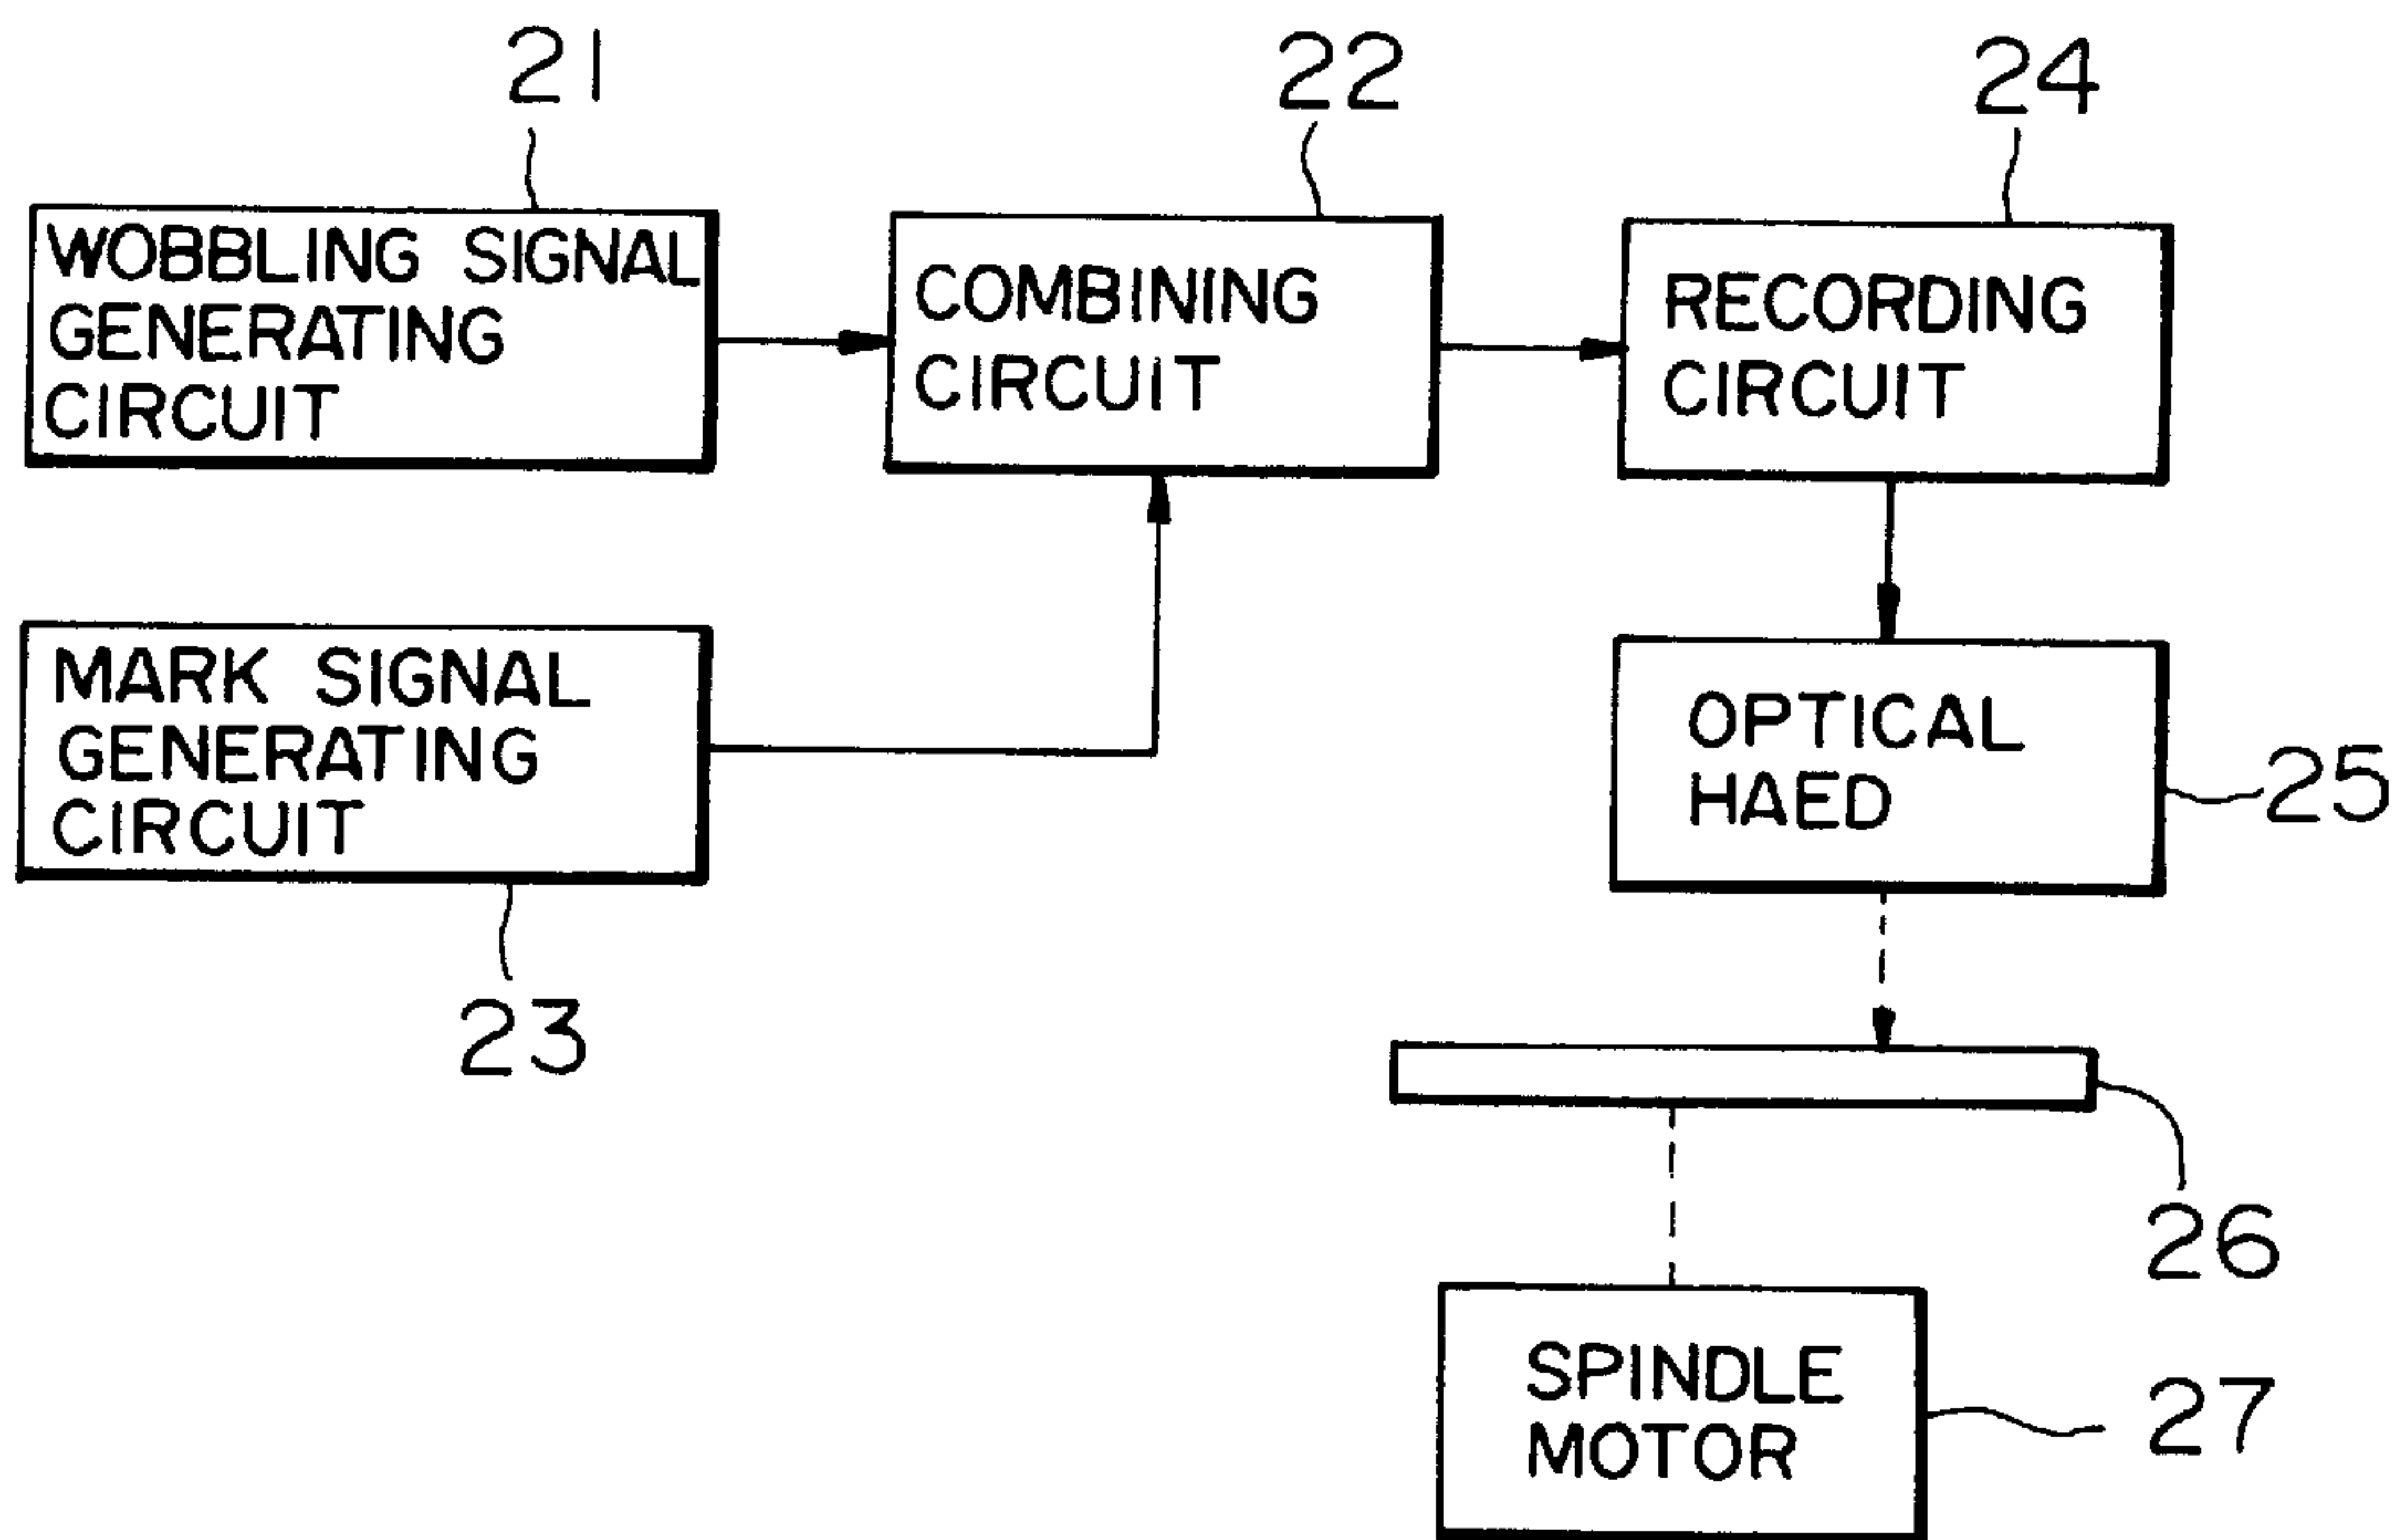 21
22
24
WOBBLING SIGNAL
GENERATING
CIRCUIT
COMBINING
CIRCUIT
RECORDING
CIRCUIT
MARK SIGNAL
GENERATING
CIRCUIT
OPTICAL
HAED
25
23
26
SPINDLE
MOTOR
27